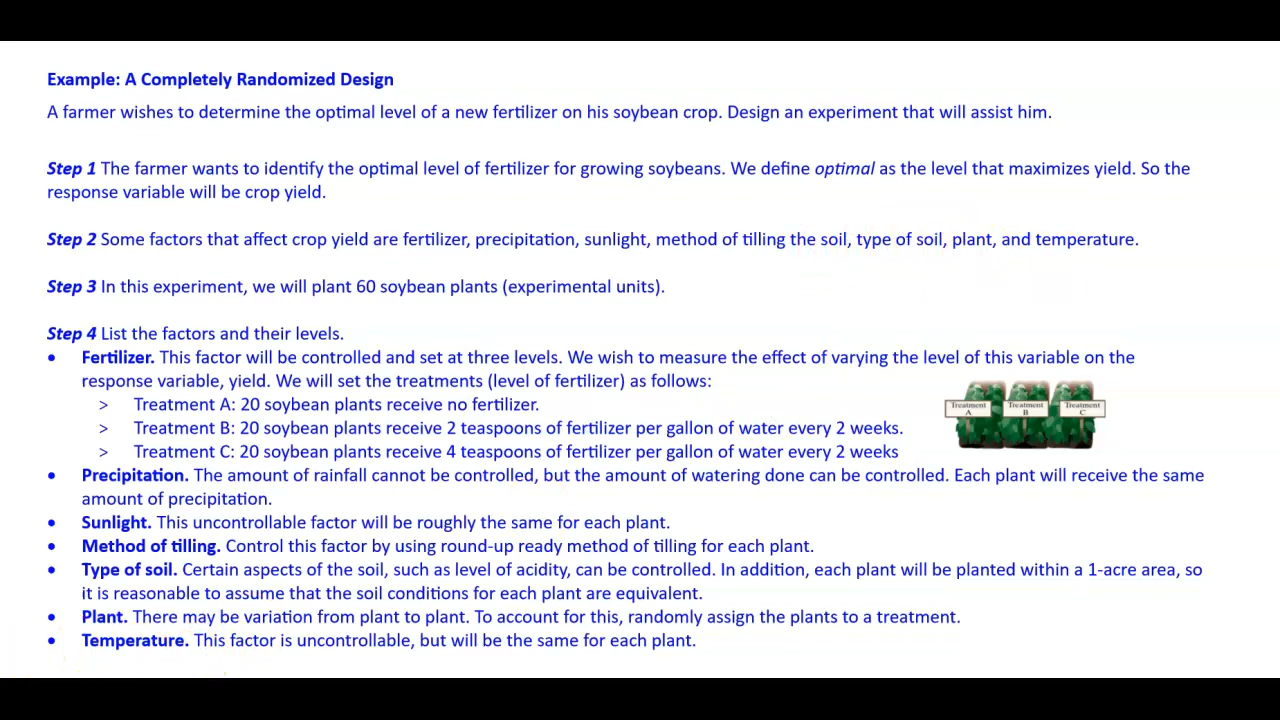 Example: A Completely Randomized Design
A farmer wishes to determine the optimal level of a new fertilizer on his soybean crop. Design an experiment that will assist him.
Step 1 The farmer wants to identify the optimal level of fertilizer for growing soybeans. We define optimal as the level that maximizes yield. So the
response variable will be crop yield.
Step 2 Some factors that affect crop yield are fertilizer, precipitation, sunlight, method of tilling the soil, type of soil, plant, and temperature.
Step 3 In this experiment, we will plant 60 soybean plants (experimental units).
Step 4 List the factors and their levels.
• Fertilizer. This factor will be controlled and set at three levels. We wish to measure the effect of varying the level of this variable on the
response variable, yield. We will set the treatments (level of fertilizer) as follows:
> Treatment A: 20 soybean plants receive no fertilizer.
> Treatment B: 20 soybean plants receive 2 teaspoons of fertilizer per gallon of water every 2 weeks.
> Treatment C: 20 soybean plants receive 4 teaspoons of fertilizer per gallon of water every 2 weeks
Treatment A
Treatment B
Treatment C
• Precipitation. The amount of rainfall cannot be controlled, but the amount of watering done can be controlled. Each plant will receive the same
amount of precipitation.
• Sunlight. This uncontrollable factor will be roughly the same for each plant.
• Method of tilling. Control this factor by using round-up ready method of tilling for each plant.
• Type of soil. Certain aspects of the soil, such as level of acidity, can be controlled. In addition, each plant will be planted within a 1-acre area, so
it is reasonable to assume that the soil conditions for each plant are equivalent.
• Plant. There may be variation from plant to plant. To account for this, randomly assign the plants to a treatment.
• Temperature. This factor is uncontrollable, but will be the same for each plant.